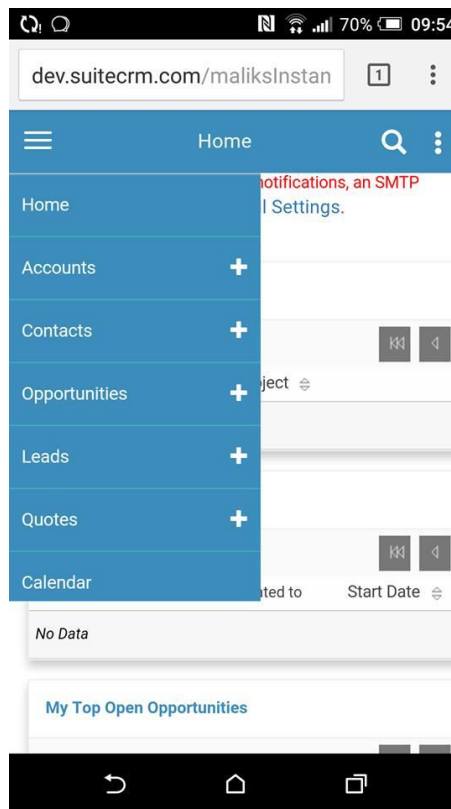 70% 09:54
dev.suitecrm.com/maliksInstan 1
Home
notifications, an SMTP
Home
l Settings.
Accounts
Contacts
Opportunities
ject
Leads
Quotes
Calendar
ated to Start Date
No Data
My Top Open Opportunities